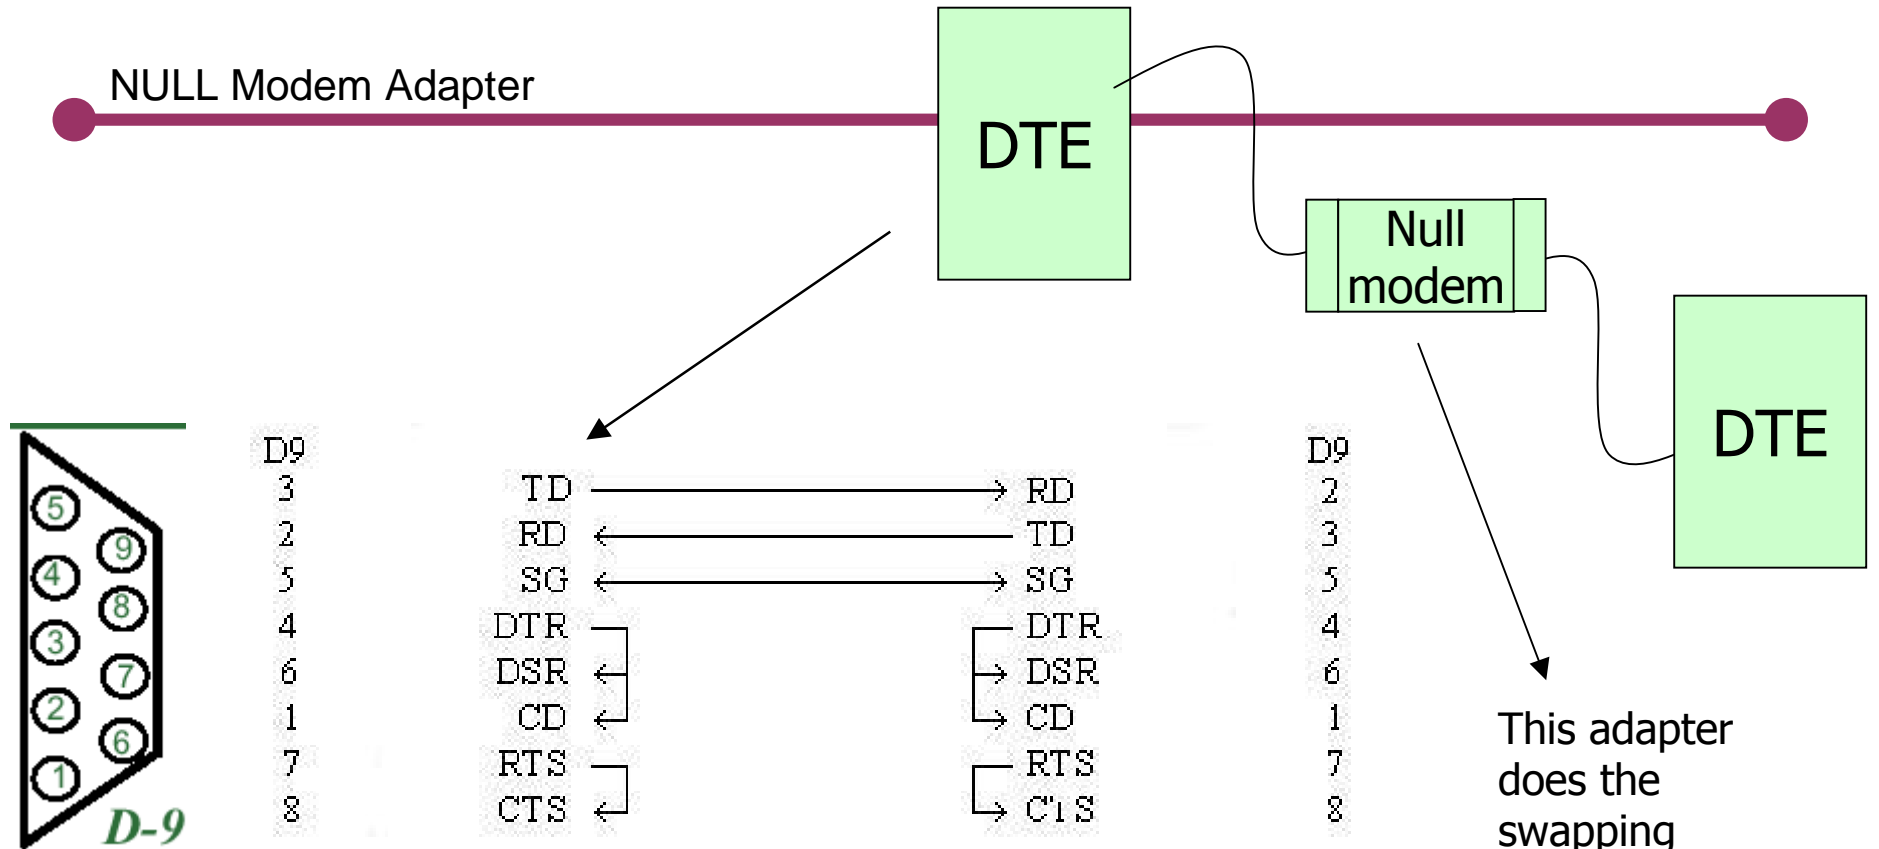 NULL Modem Adapter
DTE
Null
modem
DTE
D9 D9
3 TD RD 2
2 RD TD 3
5 SG SG 5
4 DTR DTR 4
6 DSR DSR 6
1 CD CD 1
7 RTS RTS 7
8 CTS CTS 8
5
9
4
8
3
7
2
6
1
D-9
This adapter
does the
swapping